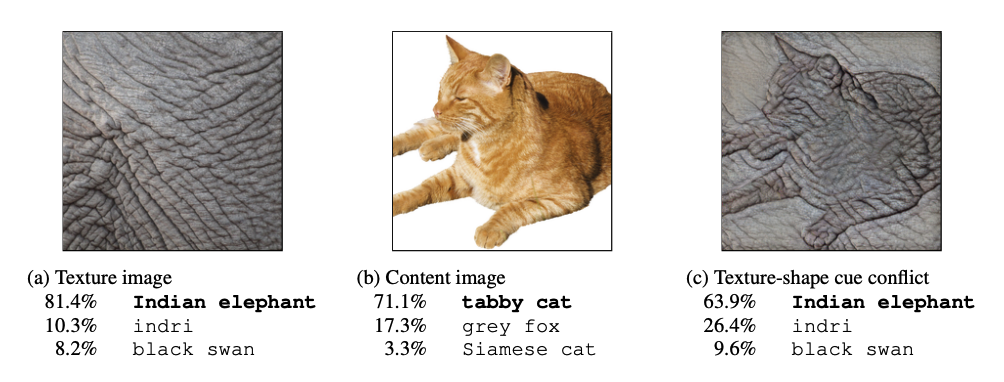 (a) Texture image
81.4% Indian elephant
10.3% indri
8.2% black swan
(b) Content image
71.1% tabby cat
17.3% grey fox
3.3% Siamese cat
(c) Texture-shape cue conflict
63.9% Indian elephant
26.4% indri
9.6% black swan